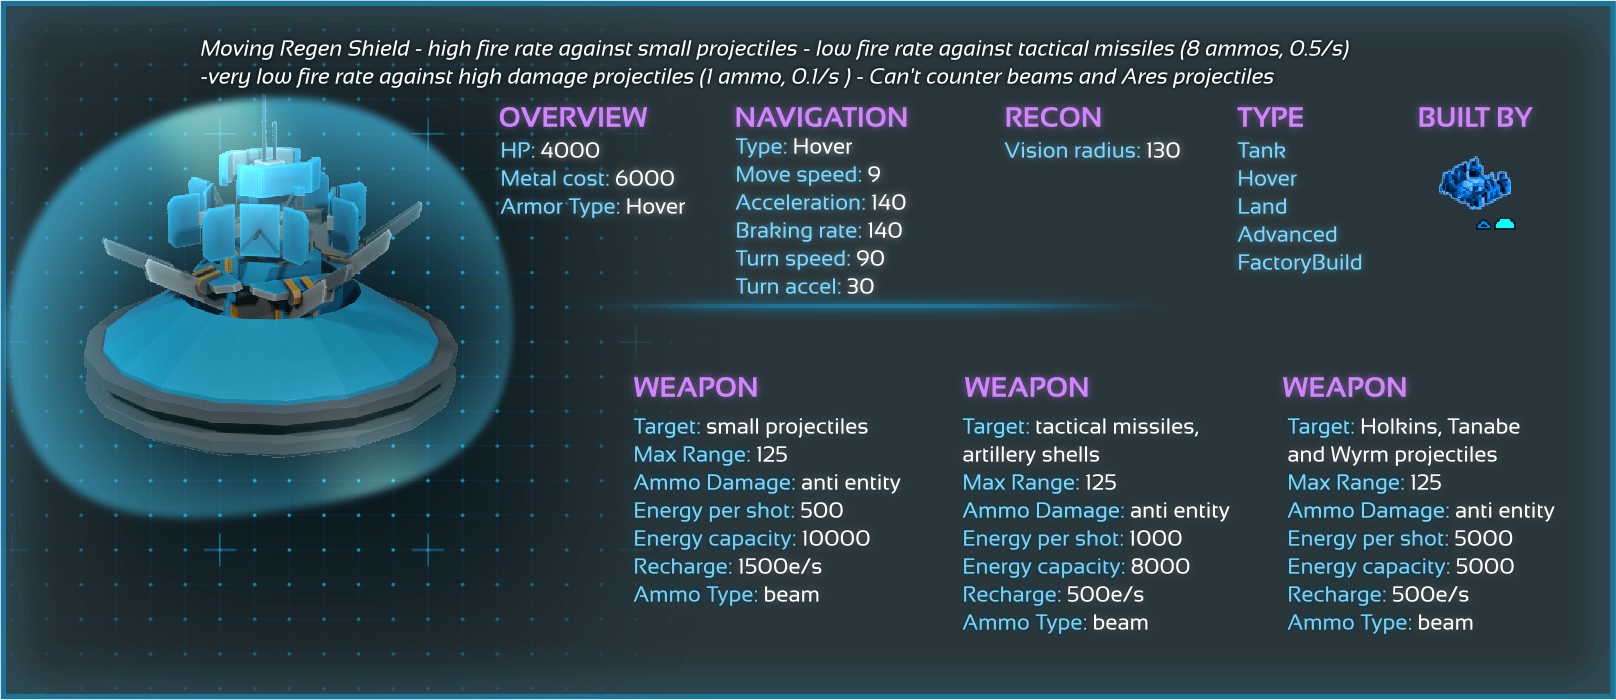 Moving Regen Shield - high fire rate against small projectiles - low fire rate against tactical missiles (8 ammos, 0.5/s)
-very low fire rate against high damage projectiles (1 ammo, 0.1/s ) - Can't counter beams and Ares projectiles
OVERVIEW
HP: 4000
Metal cost: 6000
Armor Type: Hover
NAVIGATION
Type: Hover
Move speed: 9
Acceleration: 140
Braking rate: 140
Turn speed: 90
Turn accel: 30
RECON
Vision radius: 130
TYPE
Tank
Hover
Land
Advanced
FactoryBuild
BUILT BY
WEAPON
Target: small projectiles
Max Range: 125
Ammo Damage: anti entity
Energy per shot: 500
Energy capacity: 10000
Recharge: 1500e/s
Ammo Type: beam
WEAPON
Target: tactical missiles,
artillery shells
Max Range: 125
Ammo Damage: anti entity
Energy per shot: 1000
Energy capacity: 8000
Recharge: 500e/s
Ammo Type: beam
WEAPON
Target: Holkins, Tanabe
and Wyrm projectiles
Max Range: 125
Ammo Damage: anti entity
Energy per shot: 5000
Energy capacity: 5000
Recharge: 500e/s
Ammo Type: beam